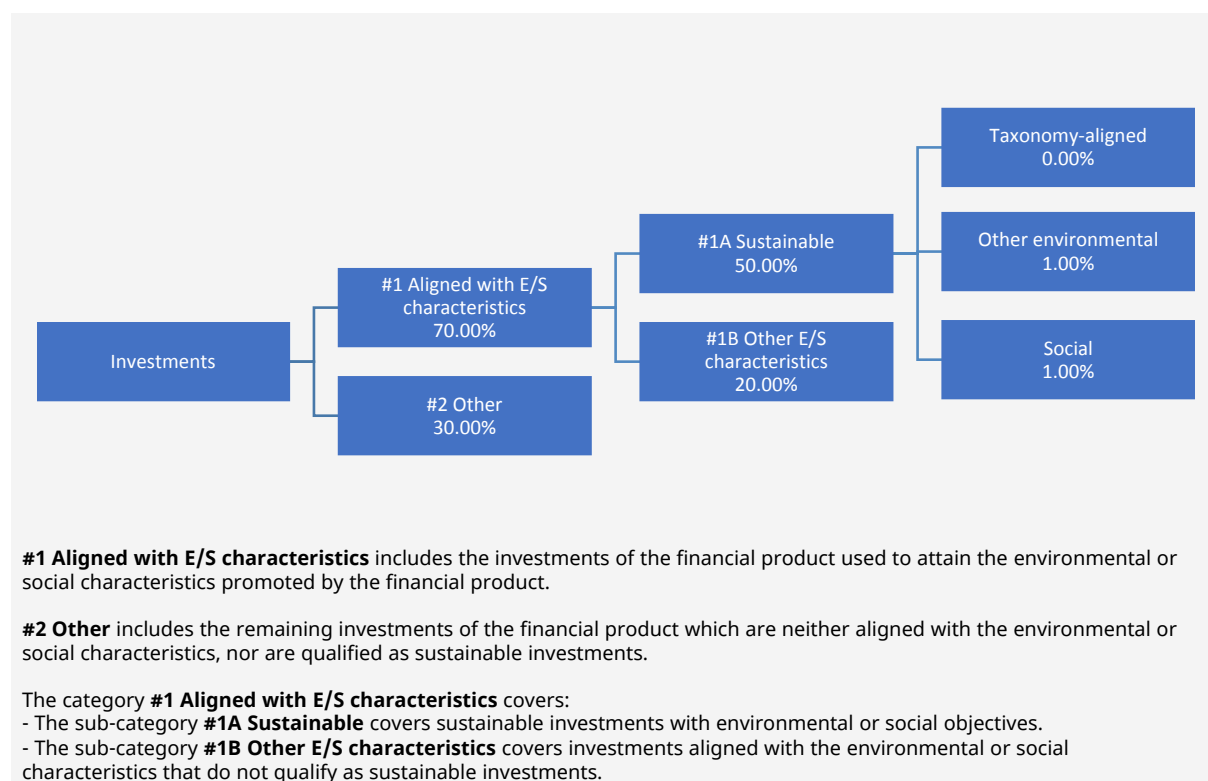 Taxonomy-aligned
0.00%
#1A Sustainable
50.00%
Other environmental
1.00%
#1 Aligned with E/S
characteristics
70.00%
Investments
#1B Other E/S
characteristics
20.00%
Social
1.00%
#2 Other
30.00%
#1 Aligned with E/S characteristics includes the investments of the financial product used to attain the environmental or
social characteristics promoted by the financial product.
#2 Other includes the remaining investments of the financial product which are neither aligned with the environmental or
social characteristics, nor are qualified as sustainable investments.
The category #1 Aligned with E/S characteristics covers:
- The sub-category #1A Sustainable covers sustainable investments with environmental or social objectives.
- The sub-category #1B Other E/S characteristics covers investments aligned with the environmental or social
characteristics that do not qualify as sustainable investments.